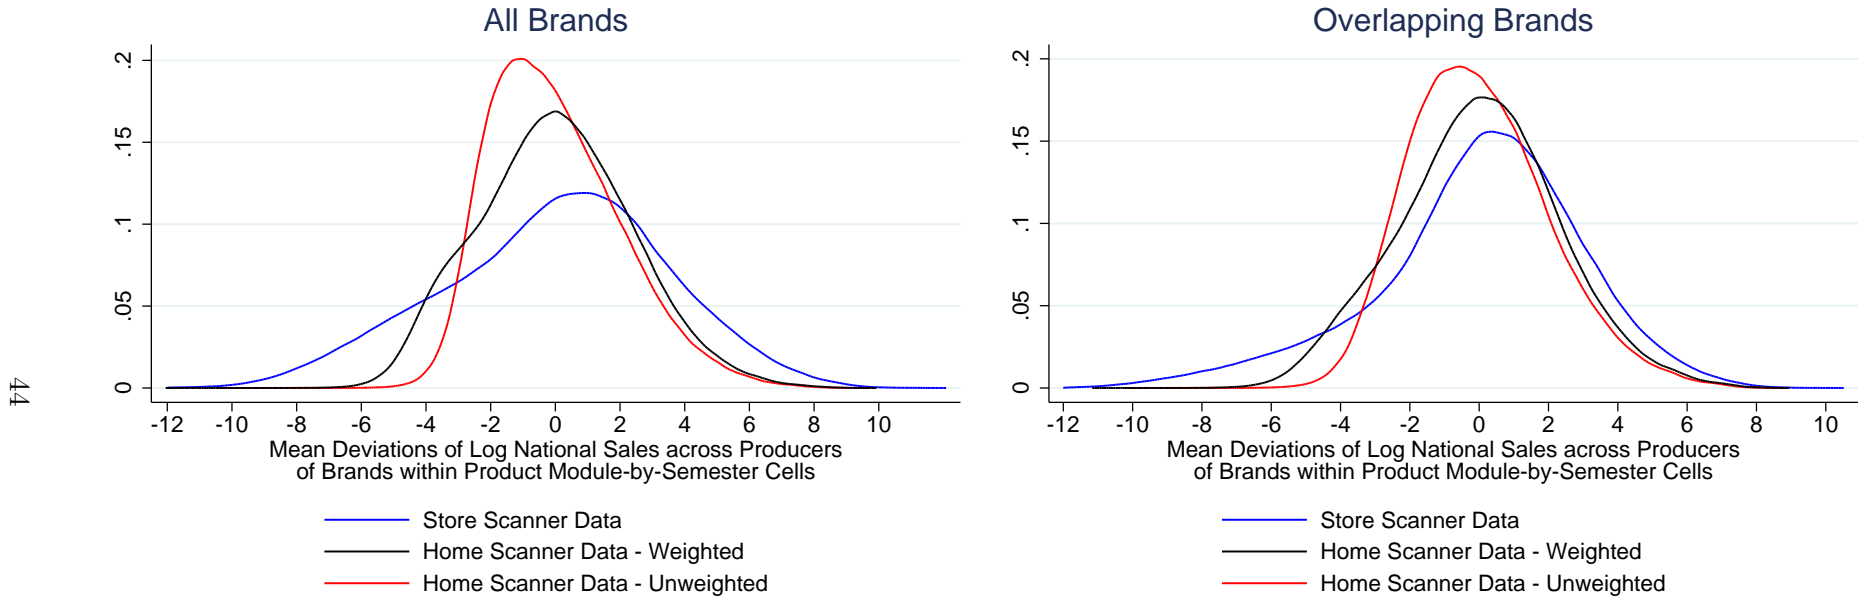 All Brands
.2
.15
.1
.05
0
-12 -10 -8 -6 -4 -2 0 2 4 6 8 10
Mean Deviations of Log National Sales across Producers
of Brands within Product Module-by-Semester Cells
Store Scanner Data
Home Scanner Data - Weighted
Home Scanner Data - Unweighted
Overlapping Brands
.2
.15
.1
.05
0
-12 -10 -8 -6 -4 -2 0 2 4 6 8 10
Mean Deviations of Log National Sales across Producers
of Brands within Product Module-by-Semester Cells
Store Scanner Data
Home Scanner Data - Weighted
Home Scanner Data - Unweighted
44